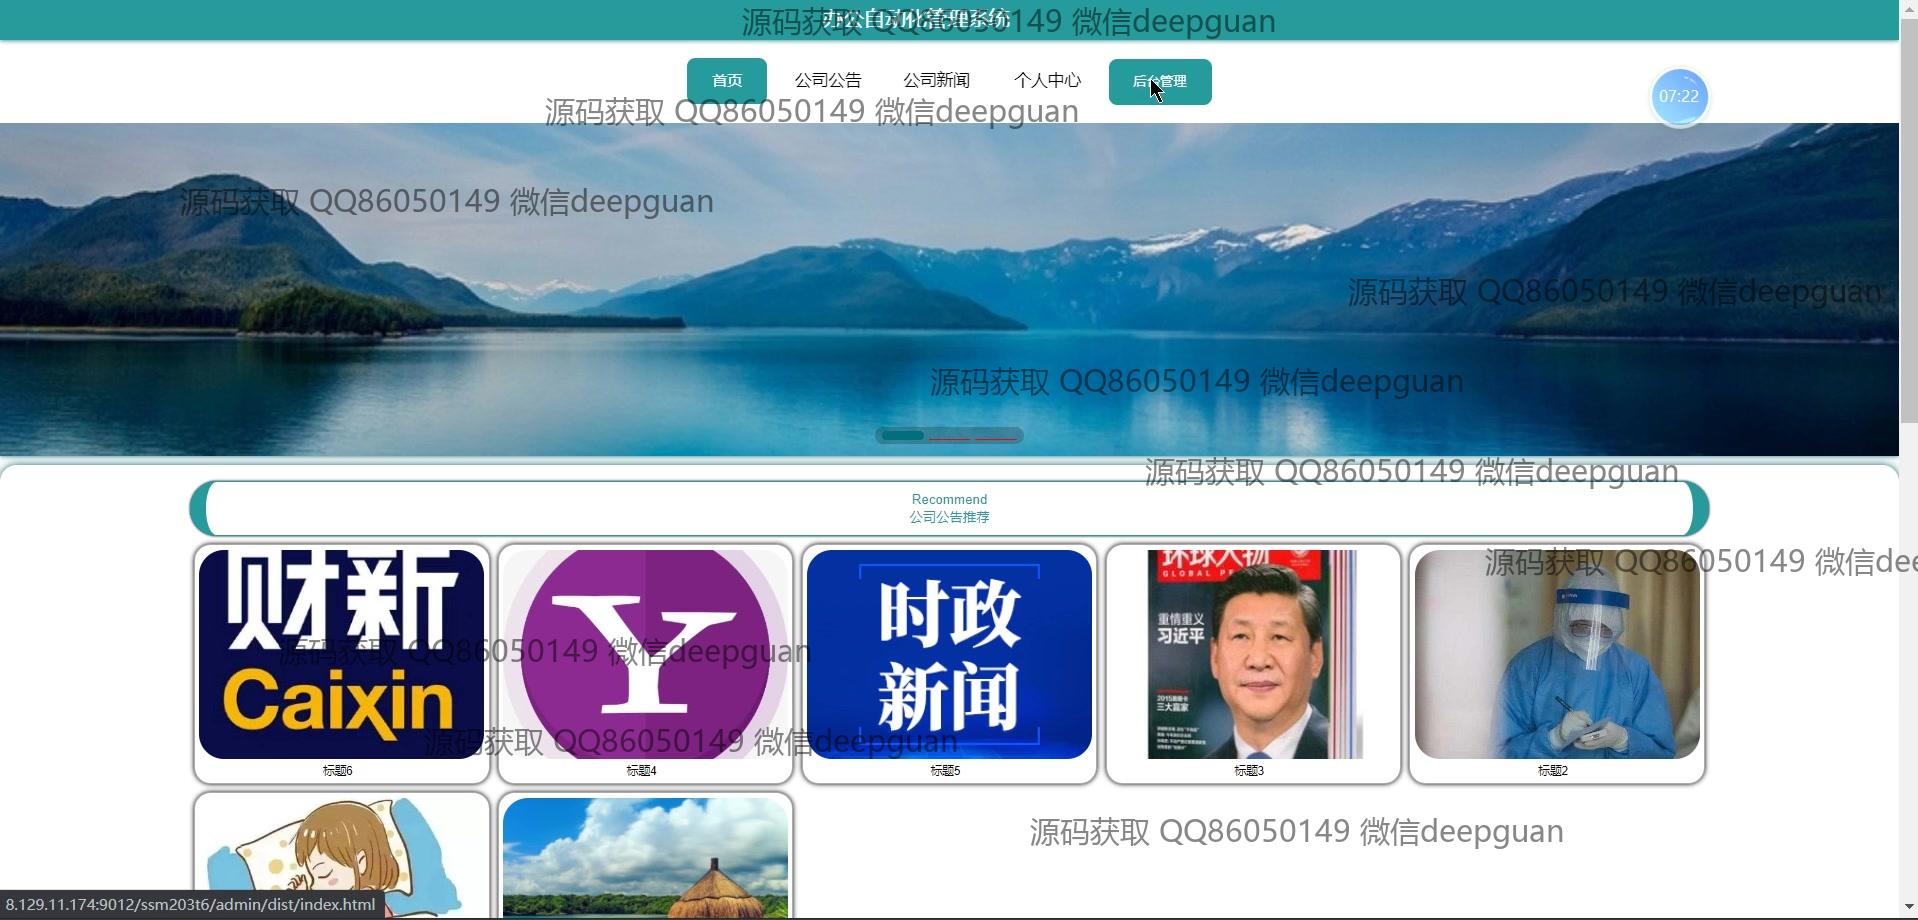 办公自动化管理系统
源码获取 QQ86050149 微信deepguan
首页 公司公告 公司新闻 个人中心 后台管理
07:22
源码获取 QQ86050149 微信deepguan
源码获取 QQ86050149 微信deepguan
源码获取 QQ86050149 微信deepguan
源码获取 QQ86050149 微信deepguan
源码获取 QQ86050149 微信deepguan
Recommend
公司公告推荐
源码获取 QQ86050149 微信dee
财新
Caixin
Y
时政
新闻
环球人物
GLOBAL PE
重情重义
习近平
三大赢家
源码获取 QQ86050149 微信deepguan
源码获取 QQ86050149 微信deepguan
标题6
标题4
标题5
标题3
标题2
源码获取 QQ86050149 微信deepguan
8.129.11.174:9012/ssm203t6/admin/dist/index.html